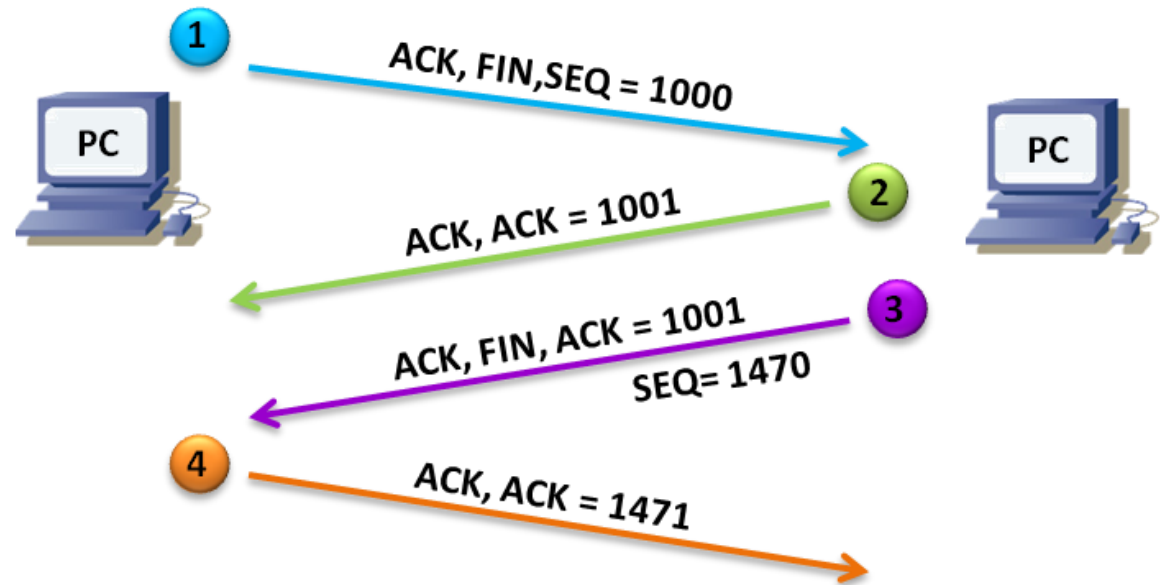 1
ACK, FIN,SEQ = 1000
PC
PC
2
ACK, ACK = 1001
3
ACK, FIN, ACK = 1001
SEQ= 1470
4
ACK, ACK = 1471